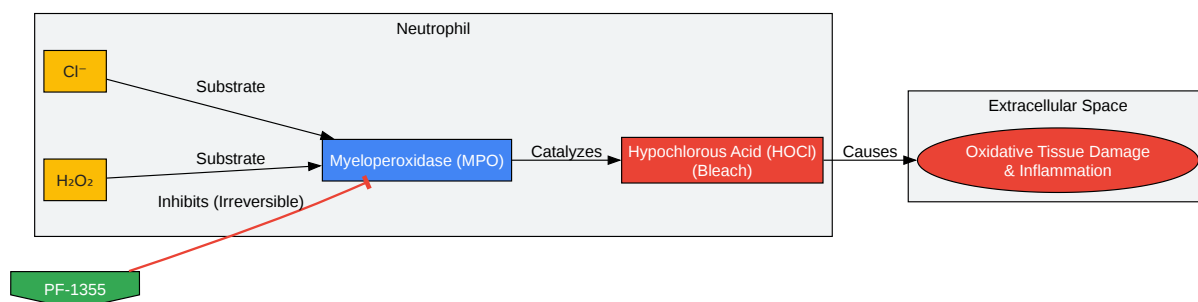 Neutrophil
Cl⁻
Substrate
Extracellular Space
H₂O₂
Substrate
Myeloperoxidase (MPO)
Catalyzes
Hypochlorous Acid (HOCl)
(Bleach)
Causes
Oxidative Tissue Damage
& Inflammation
Inhibits (Irreversible)
PF-1355